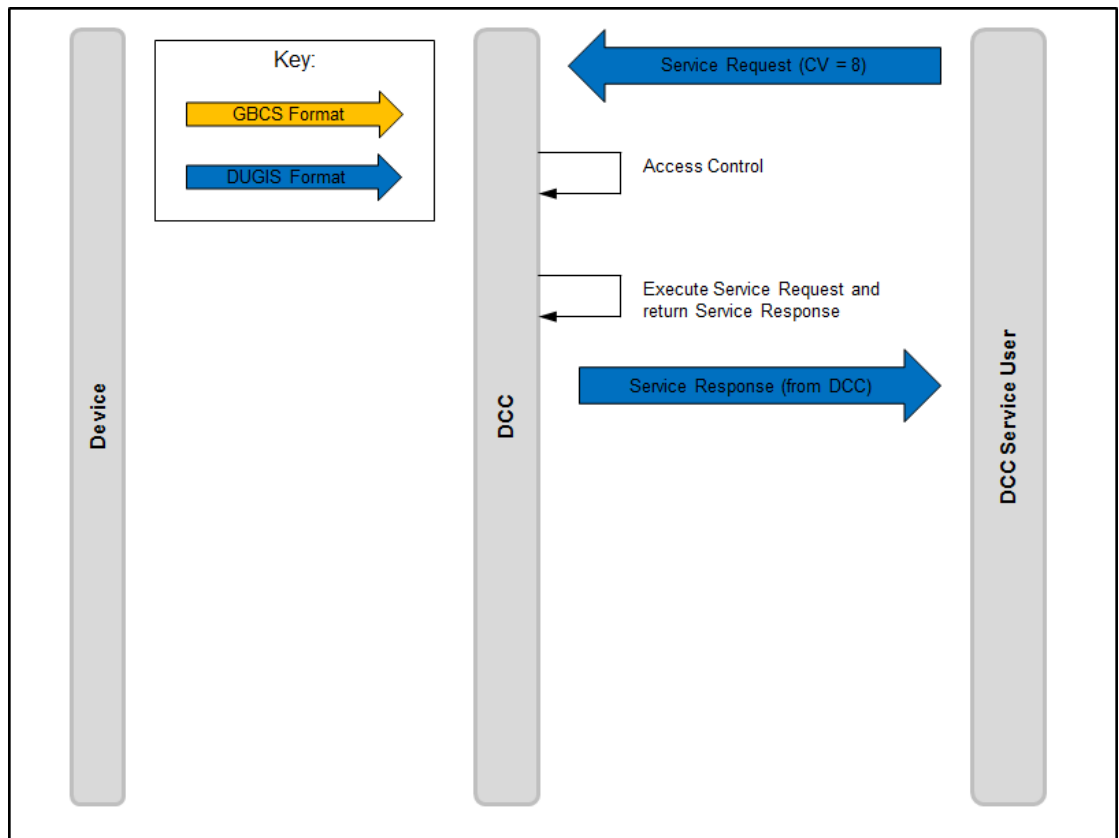 Key:
GBCS Format
DUGIS Format
Service Request (CV = 8)
Access Control
Execute Service Request and
return Service Response
Service Response (from DCC)
Device
DCC
DCC Service User